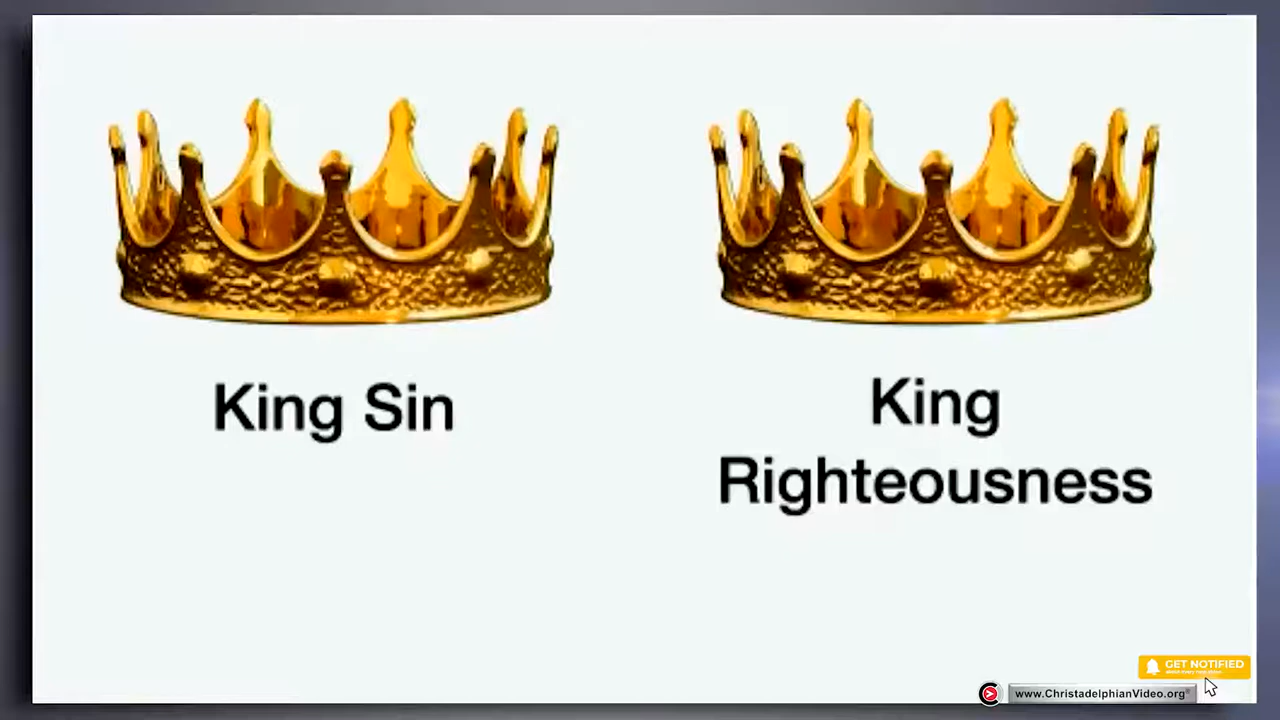 King Sin
King
Righteousness
GET NOTIFIED
www.ChristadelphianVideo.org